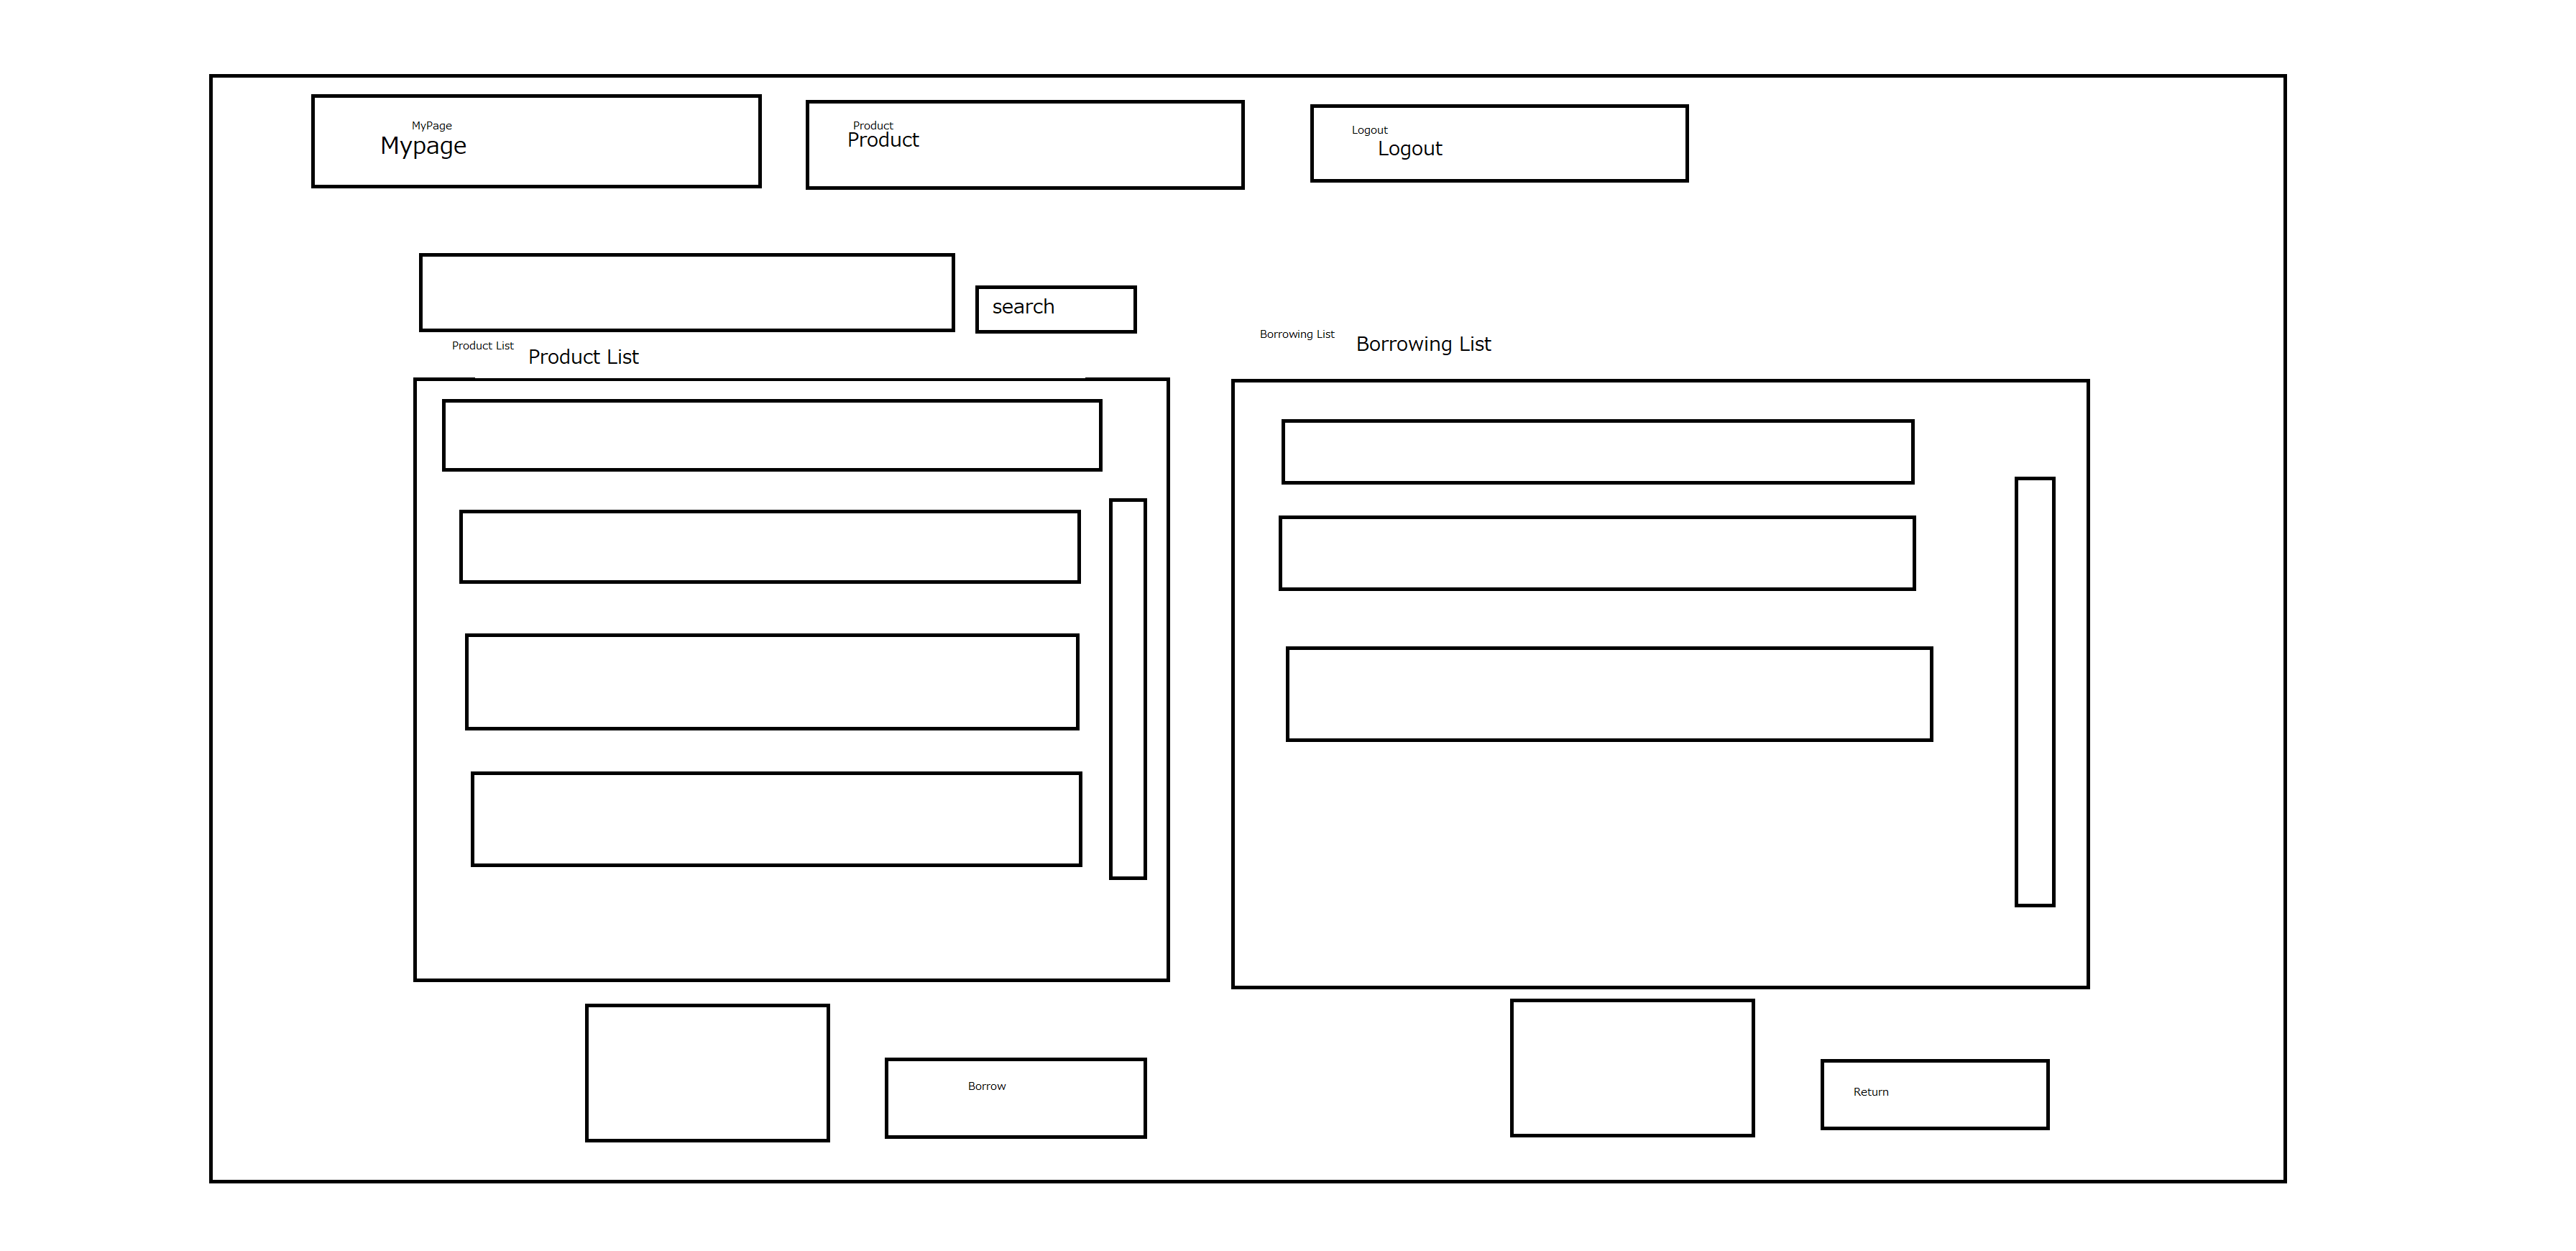 MyPage
Mypage
Product
Product
Logout
Logout
search
Product List
Product List
Borrowing List
Borrowing List
Borrow
Return